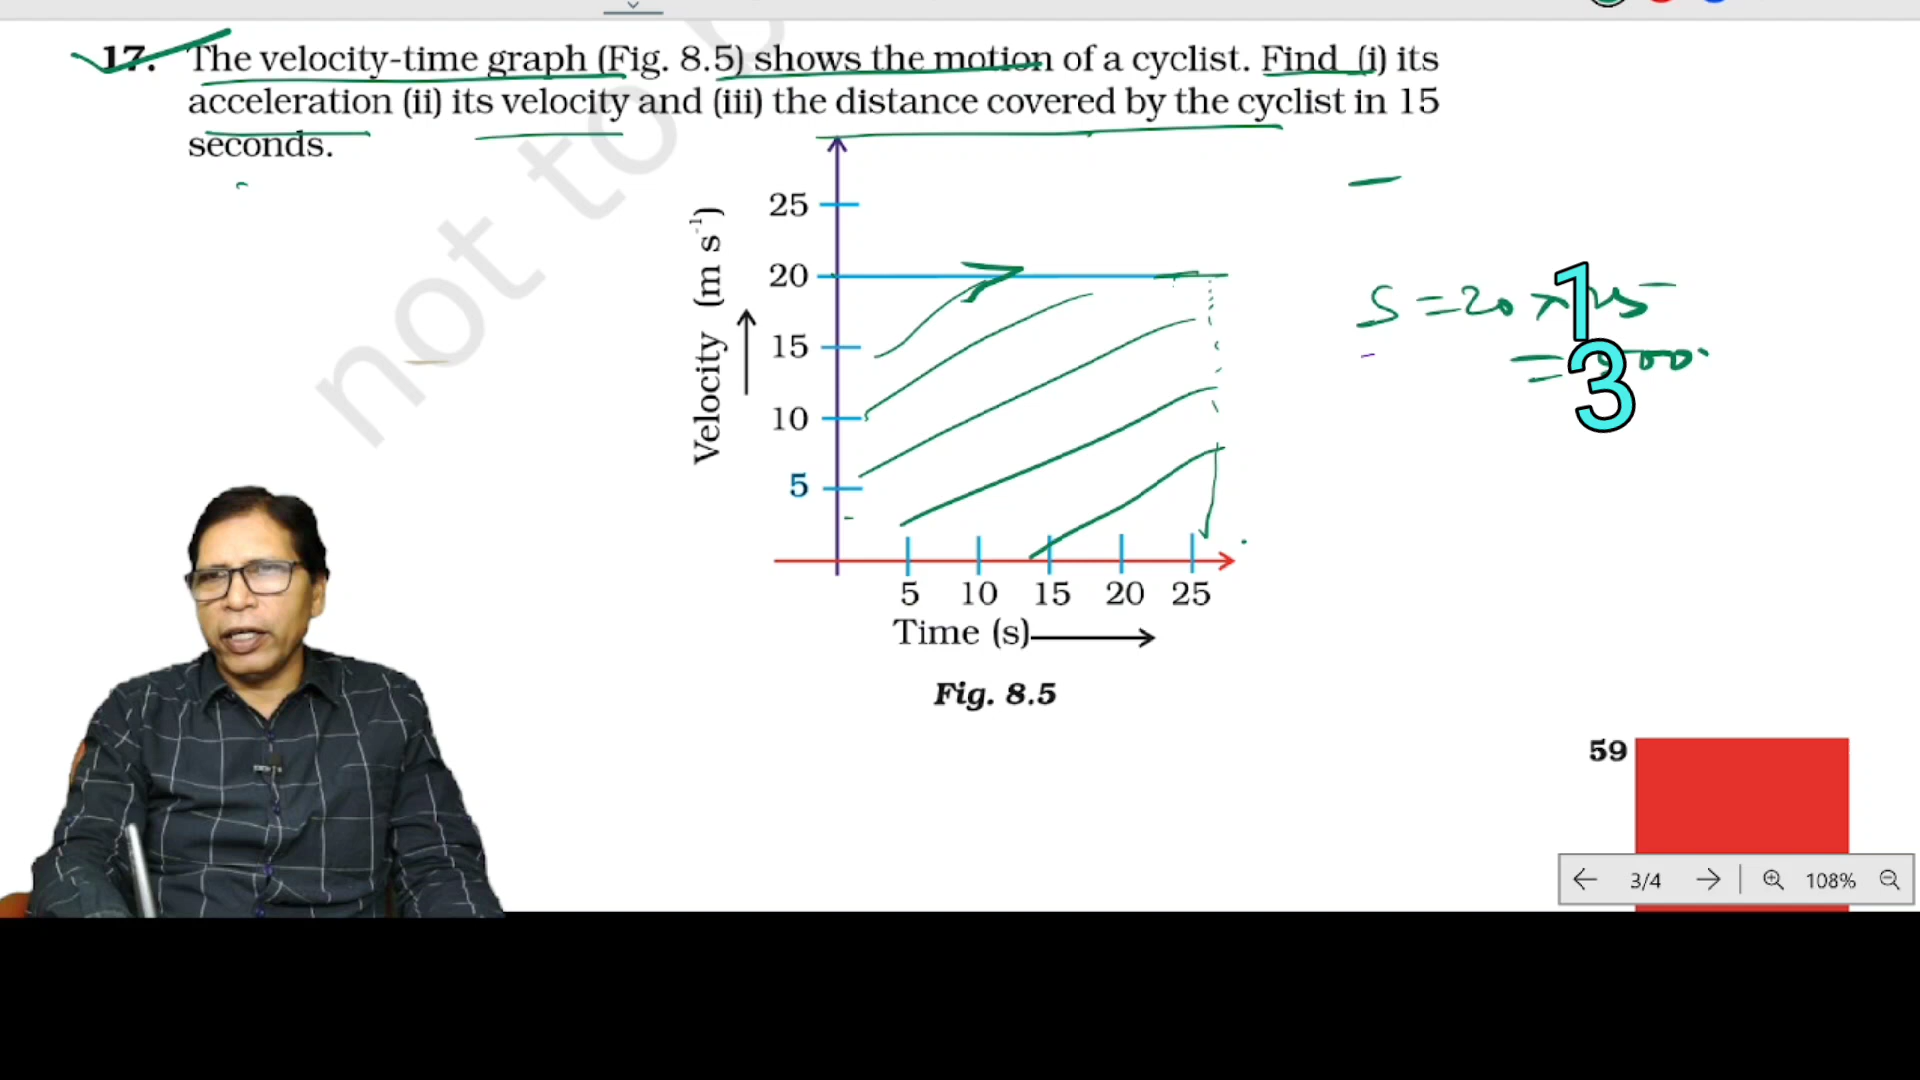 17. The velocity-time graph (Fig. 8.5) shows the motion of a cyclist. Find (i) its
acceleration (ii) its velocity and (iii) the distance covered by the cyclist in 15
seconds.
not to b
Velocity (m s⁻¹)
25
20
15
10
5
5 10 15 20 25
Time (s)
Fig. 8.5
S = 20 × 15
= 300
59
3/4 108%